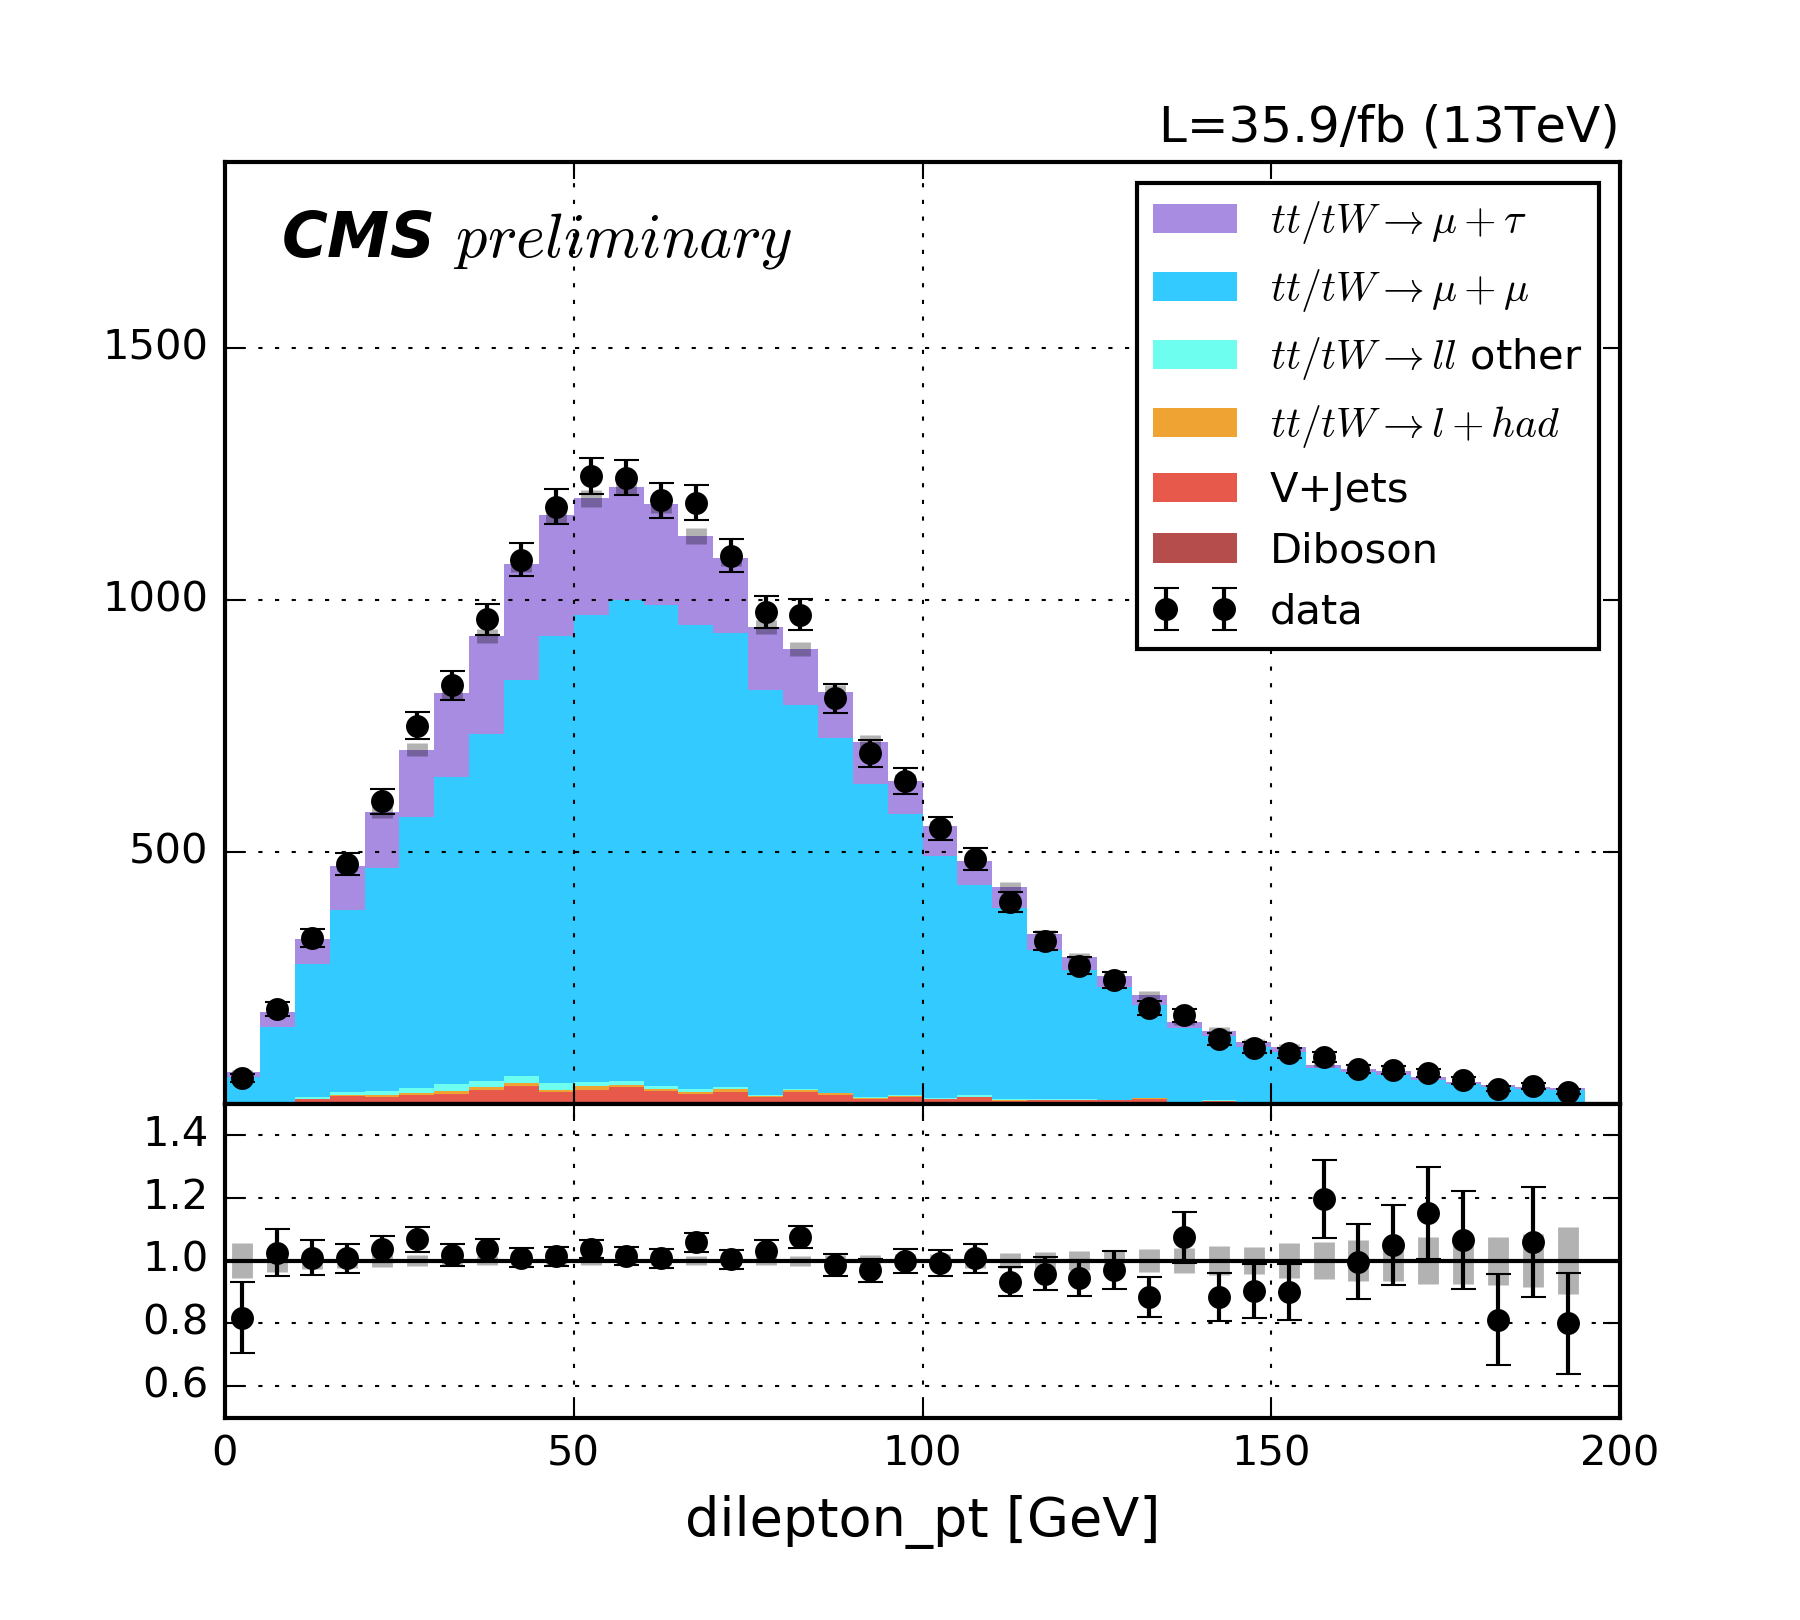 L=35.9/fb (13TeV)
CMS preliminary
tt/tW → μ + τ
tt/tW → μ + μ
tt/tW → ll other
tt/tW → l + had
V+Jets
Diboson
data
1500
1000
500
1.4
1.2
1.0
0.8
0.6
0 50 100 150 200
dilepton_pt [GeV]